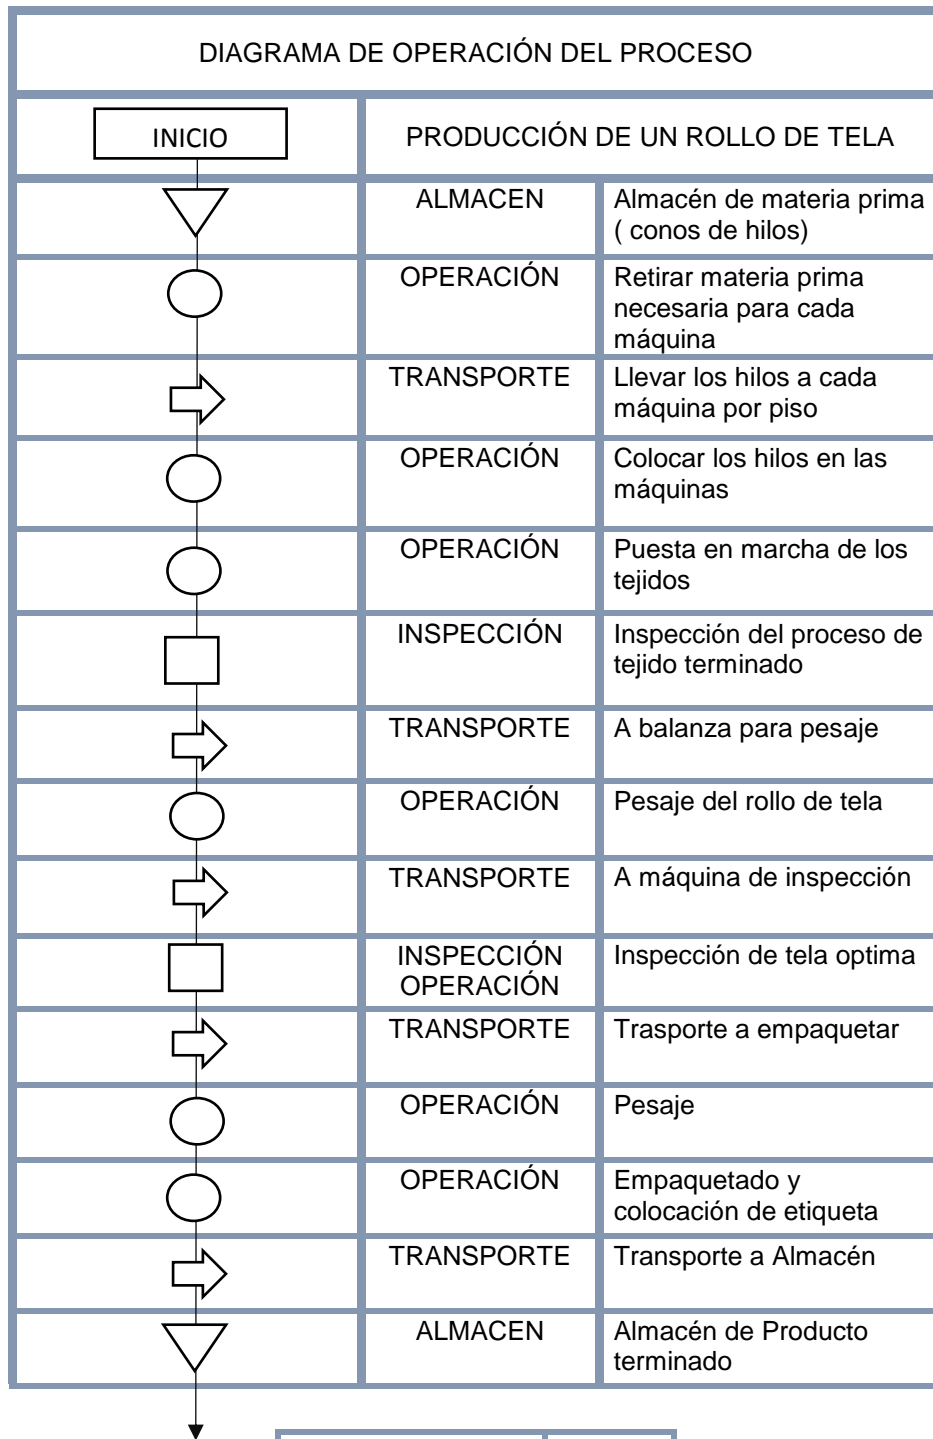 DIAGRAMA DE OPERACIÓN DEL PROCESO
INICIO
PRODUCCIÓN DE UN ROLLO DE TELA
ALMACEN
Almacén de materia prima
( conos de hilos)
OPERACIÓN
Retirar materia prima
necesaria para cada
máquina
TRANSPORTE
Llevar los hilos a cada
máquina por piso
OPERACIÓN
Colocar los hilos en las
máquinas
OPERACIÓN
Puesta en marcha de los
tejidos
INSPECCIÓN
Inspección del proceso de
tejido terminado
TRANSPORTE
A balanza para pesaje
OPERACIÓN
Pesaje del rollo de tela
TRANSPORTE
A máquina de inspección
INSPECCIÓN
OPERACIÓN
Inspección de tela optima
TRANSPORTE
Trasporte a empaquetar
OPERACIÓN
Pesaje
OPERACIÓN
Empaquetado y
colocación de etiqueta
TRANSPORTE
Transporte a Almacén
ALMACEN
Almacén de Producto
terminado